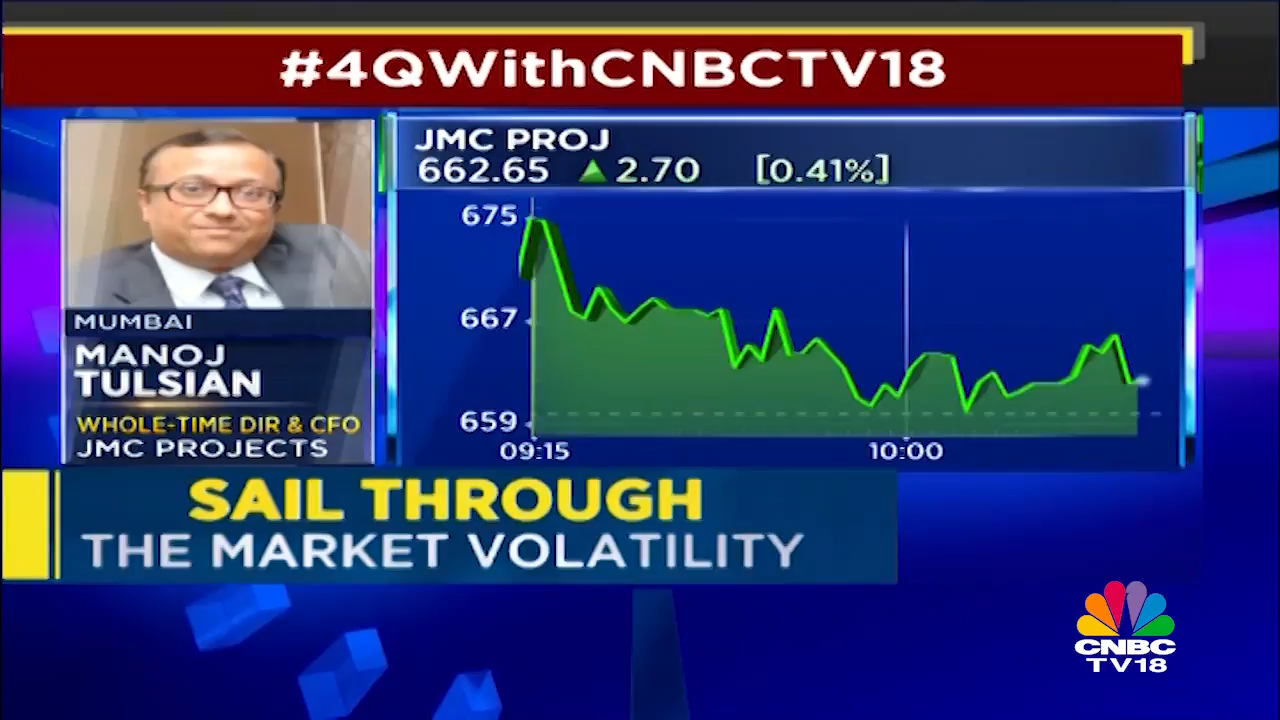 #4QWithCNBCTV18
JMC PROJ
662.65 ▲ 2.70 [0.41%]
675
667
659
09:15
10:00
MUMBAI
MANOJ
TULSIAN
WHOLE-TIME DIR & CFO
JMC PROJECTS
SAIL THROUGH
THE MARKET VOLATILITY
CNBC
TV18